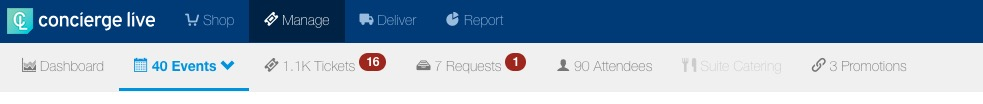 concierge live Shop Manage Deliver Report
Dashboard 40 Events 1.1K Tickets 16 7 Requests 1 90 Attendees Suite Catering 3 Promotions